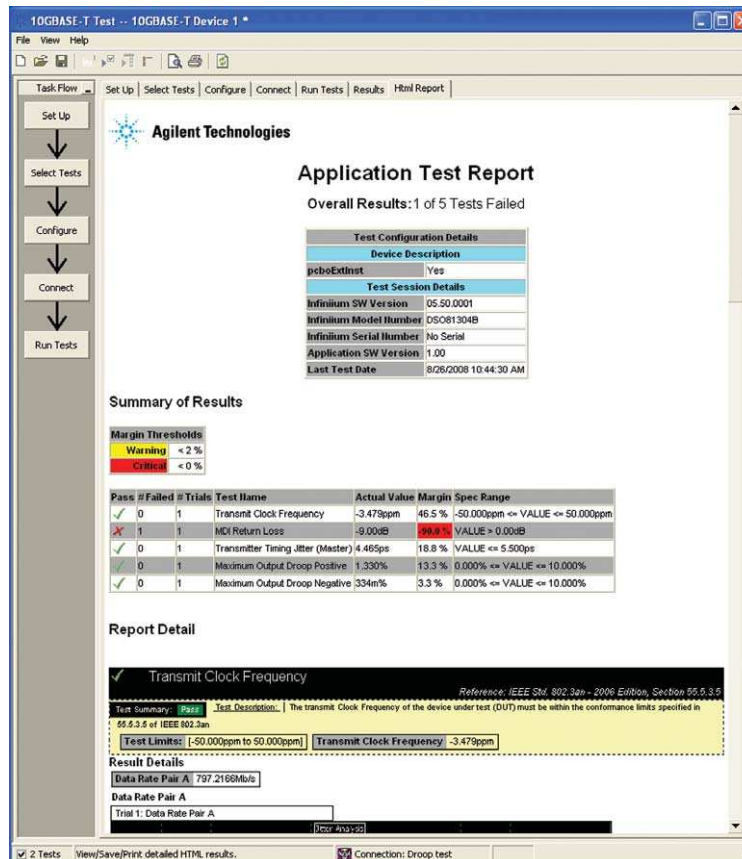 10GBASE-T Test -- 10GBASE-T Device 1 *
File View Help
Task Flow
Set Up
Select Tests
Configure
Connect
Run Tests
Set Up Select Tests Configure Connect Run Tests Results Html Report
Agilent Technologies
Application Test Report
Overall Results: 1 of 5 Tests Failed
Test Configuration Details
Device Description
pcboExtInst Yes
Test Session Details
Infiniium SW Version 05.50.0001
Infiniium Model Number DSO81304B
Infiniium Serial Number No Serial
Application SW Version 1.00
Last Test Date 8/26/2008 10:44:30 AM
Summary of Results
Margin Thresholds
Warning < 2 %
Critical < 0 %
Pass # Failed # Trials Test Name Actual Value Margin Spec Range
0 1 Transmit Clock Frequency -3.479ppm 46.5 % -50.000ppm <= VALUE <= 50.000ppm
1 1 MDI Return Loss -9.00dB -90.0 % VALUE > 0.00dB
0 1 Transmitter Timing Jitter (Master) 4.465ps 18.8 % VALUE <= 5.500ps
0 1 Maximum Output Droop Positive 1.330% 13.3 % 0.000% <= VALUE <= 10.000%
0 1 Maximum Output Droop Negative 334m% 3.3 % 0.000% <= VALUE <= 10.000%
Report Detail
Transmit Clock Frequency
Reference: IEEE Std. 802.3an - 2006 Edition, Section 55.5.3.5
Test Summary: Pass Test Description: The transmit Clock Frequency of the device under test (DUT) must be within the conformance limits specified in
55.5.3.5 of IEEE 802.3an
Test Limits: [-50.000ppm to 50.000ppm] Transmit Clock Frequency -3.479ppm
Result Details
Data Rate Pair A 797.2166Mb/s
Data Rate Pair A
Trial 1: Data Rate Pair A
Jitter Analysis
2 Tests View/Save/Print detailed HTML results. Connection: Droop test